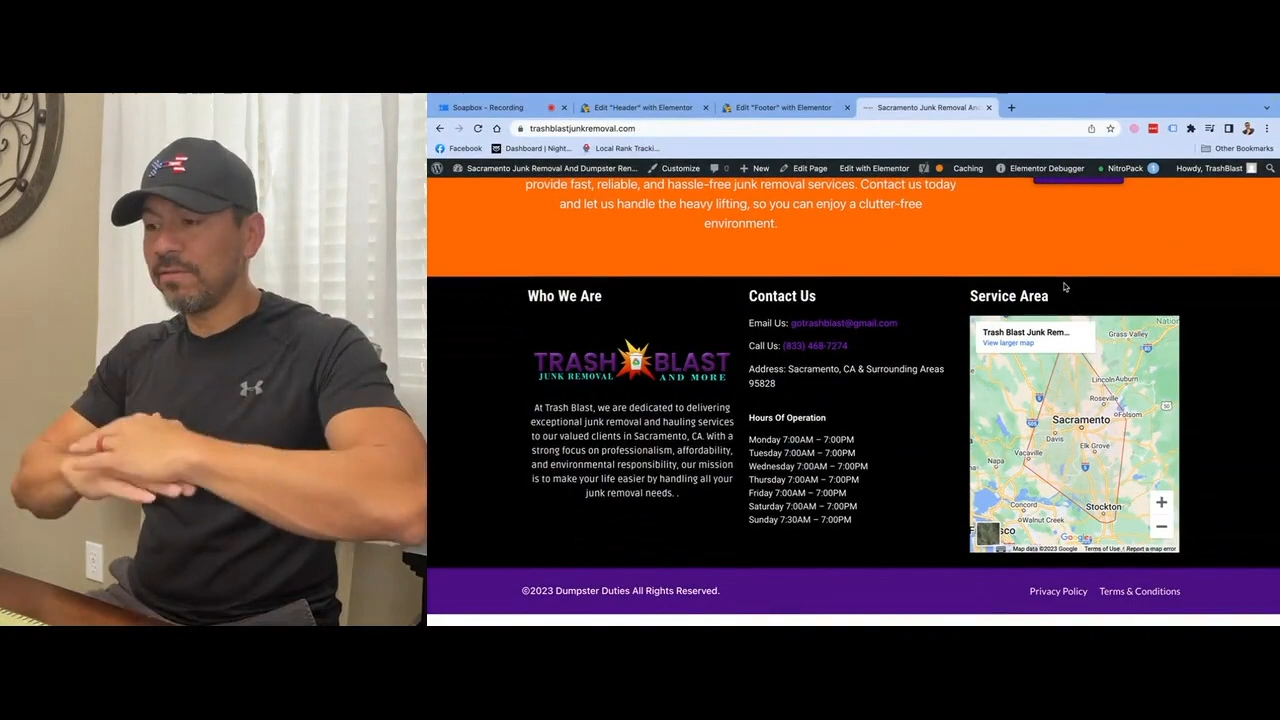 Soapbox - Recording
Edit "Header" with Elementor
Edit "Footer" with Elementor
Sacramento Junk Removal And
trashblastjunkremoval.com
Facebook
Dashboard | Night...
Local Rank Tracki...
Other Bookmarks
Sacramento Junk Removal And Dumpster Ren...
Customize
0
New
Edit Page
Edit with Elementor
Caching
Elementor Debugger
NitroPack
1
Howdy, TrashBlast
provide fast, reliable, and hassle-free junk removal services. Contact us today
and let us handle the heavy lifting, so you can enjoy a clutter-free
environment.
Who We Are
TRASH BLAST
JUNK REMOVAL AND MORE
At Trash Blast, we are dedicated to delivering
exceptional junk removal and hauling services
to our valued clients in Sacramento, CA. With a
strong focus on professionalism, affordability,
and environmental responsibility, our mission
is to make your life easier by handling all your
junk removal needs. .
Contact Us
Email Us: gotrashblast@gmail.com
Call Us: (833) 468-7274
Address: Sacramento, CA & Surrounding Areas
95828
Hours Of Operation
Monday 7:00AM – 7:00PM
Tuesday 7:00AM – 7:00PM
Wednesday 7:00AM – 7:00PM
Thursday 7:00AM – 7:00PM
Friday 7:00AM – 7:00PM
Saturday 7:00AM – 7:00PM
Sunday 7:30AM – 7:00PM
Service Area
Trash Blast Junk Rem...
View larger map
Nation
Grass Valley
80
Lincoln
Auburn
5
Roseville
50
Folsom
505
Sacramento
Davis
Elk Grove
Vacaville
Napa
5
Concord
Stockton
Walnut Creek
sco
Google
Map data ©2023 Google
Terms of Use
Report a map error
©2023 Dumpster Duties All Rights Reserved.
Privacy Policy
Terms & Conditions